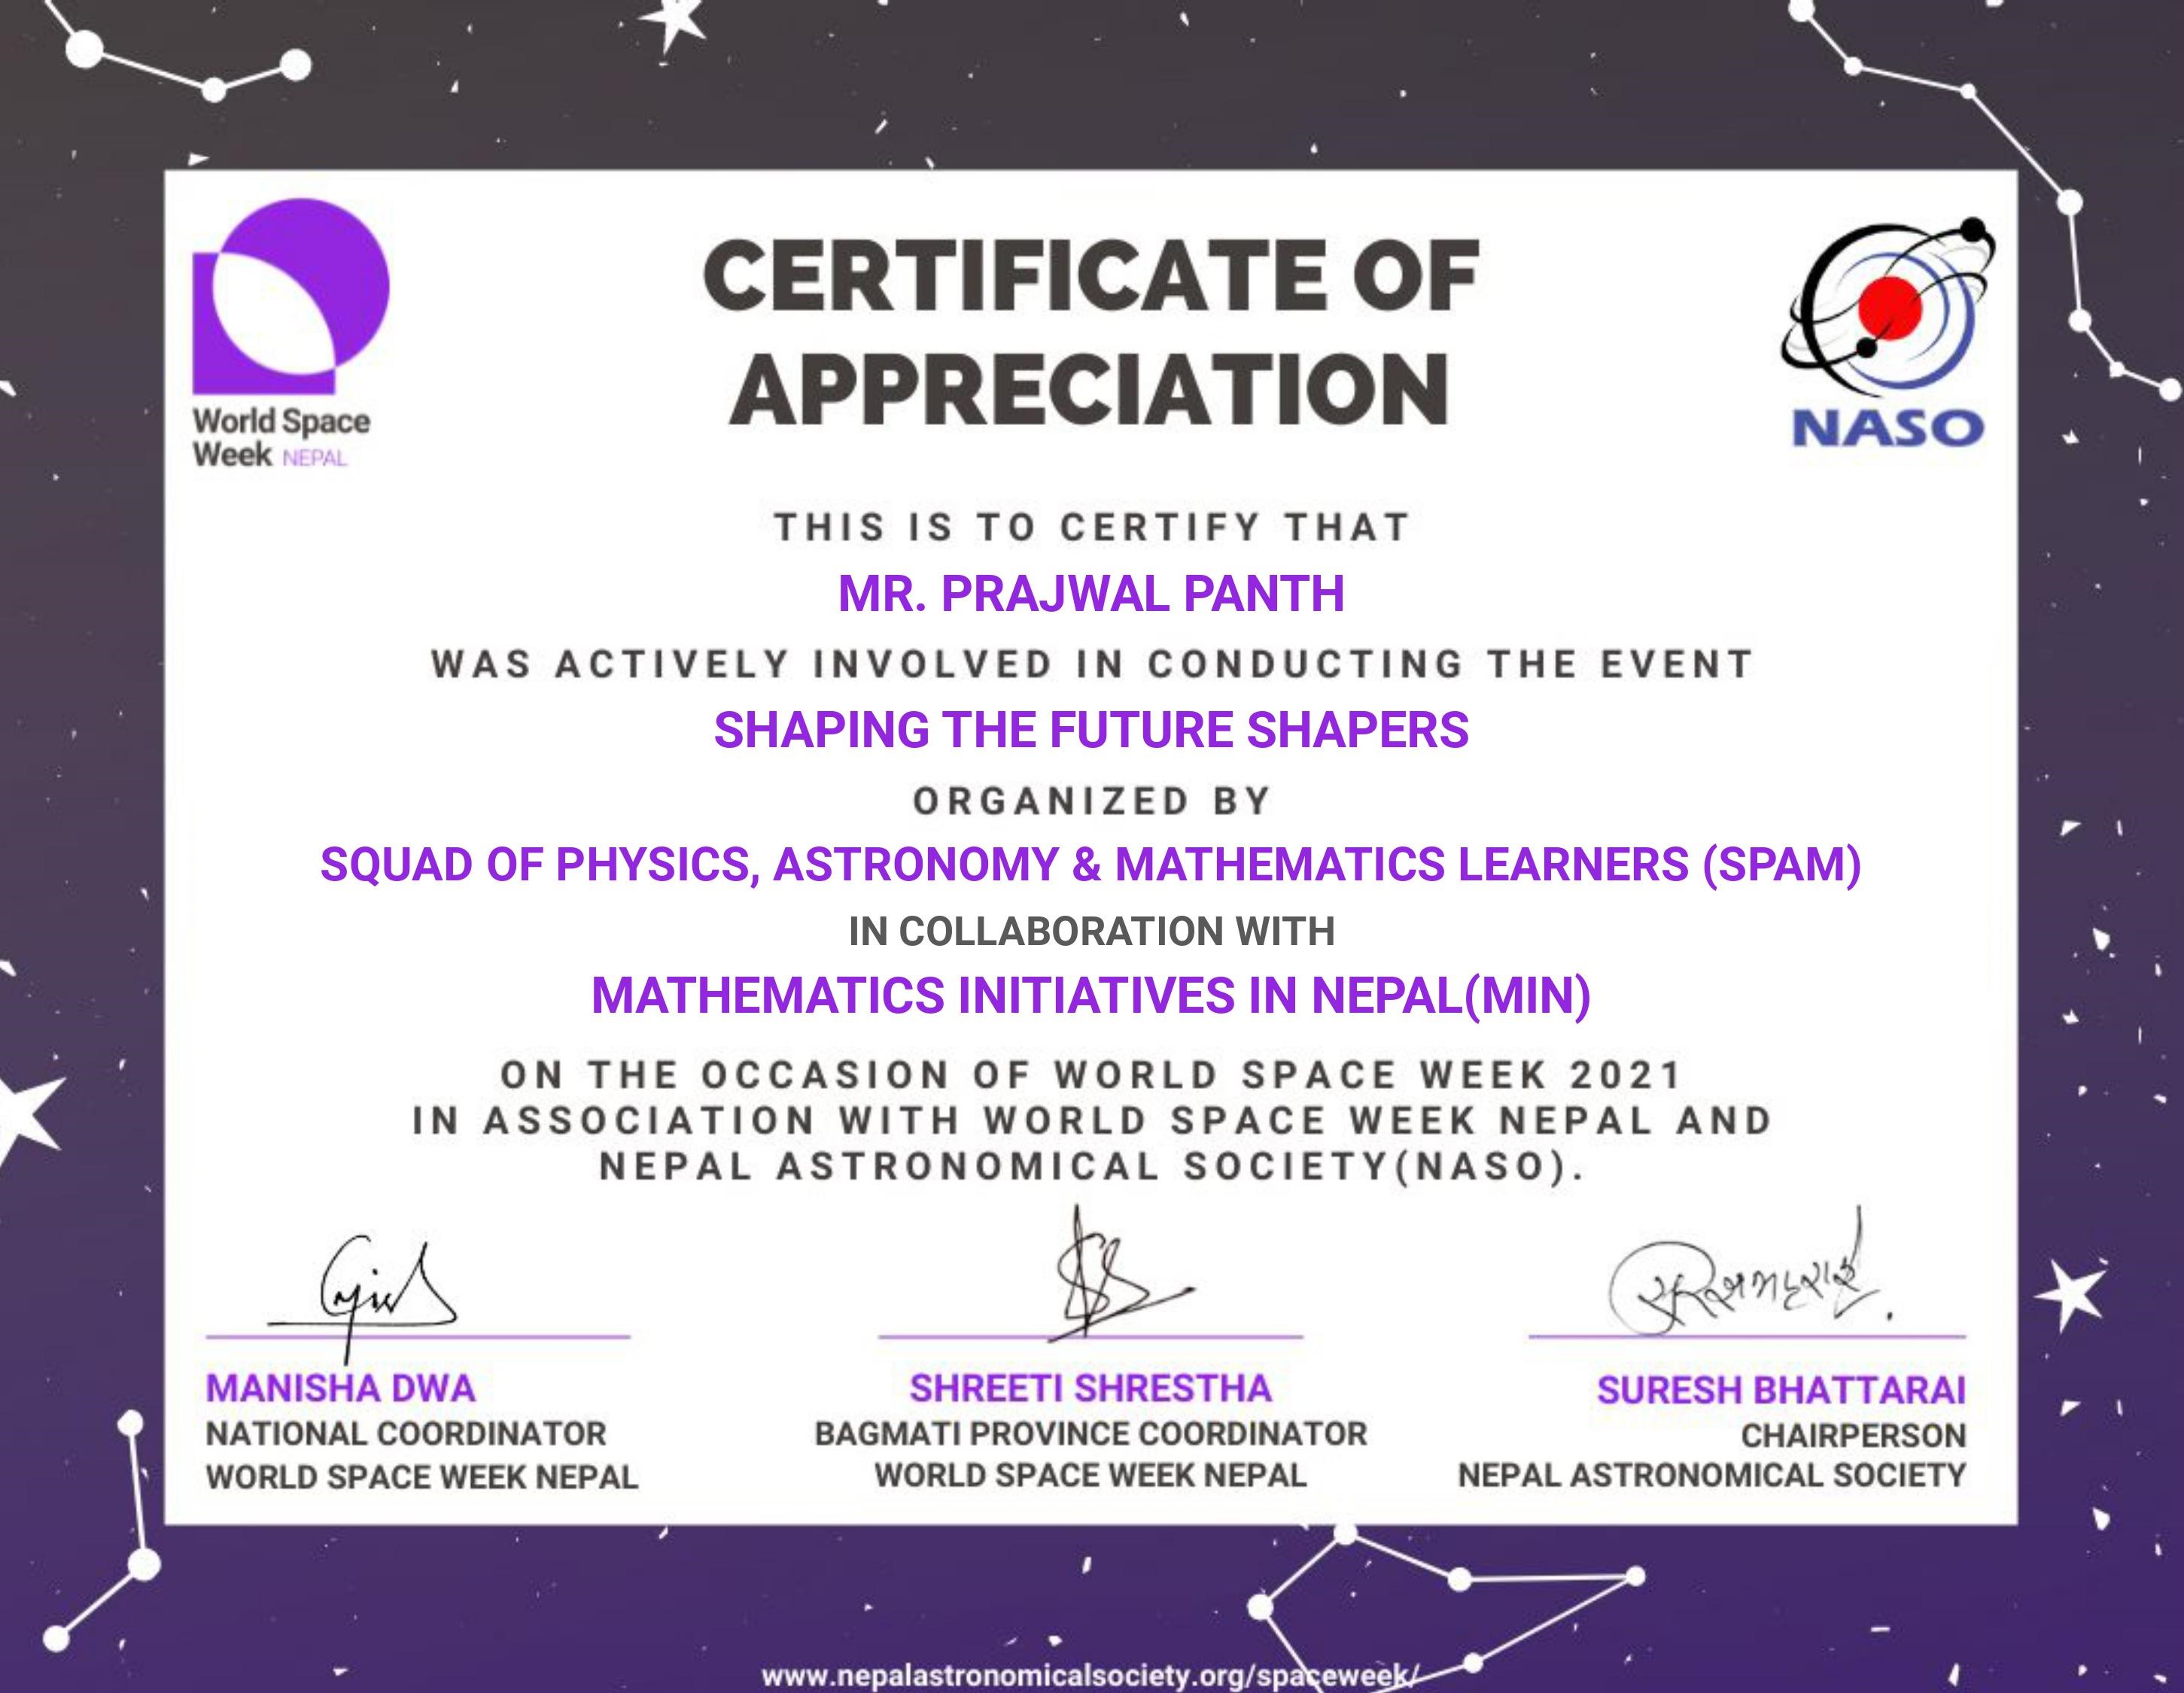 World Space
Week NEPAL
CERTIFICATE OF
APPRECIATION
NASO
THIS IS TO CERTIFY THAT
MR. PRAJWAL PANTH
WAS ACTIVELY INVOLVED IN CONDUCTING THE EVENT
SHAPING THE FUTURE SHAPERS
ORGANIZED BY
SQUAD OF PHYSICS, ASTRONOMY & MATHEMATICS LEARNERS (SPAM)
IN COLLABORATION WITH
MATHEMATICS INITIATIVES IN NEPAL(MIN)
ON THE OCCASION OF WORLD SPACE WEEK 2021
IN ASSOCIATION WITH WORLD SPACE WEEK NEPAL AND
NEPAL ASTRONOMICAL SOCIETY(NASO).
MANISHA DWA
NATIONAL COORDINATOR
WORLD SPACE WEEK NEPAL
SHREETI SHRESTHA
BAGMATI PROVINCE COORDINATOR
WORLD SPACE WEEK NEPAL
SURESH BHATTARAI
CHAIRPERSON
NEPAL ASTRONOMICAL SOCIETY
www.nepalastronomicalsociety.org/spaceweek/